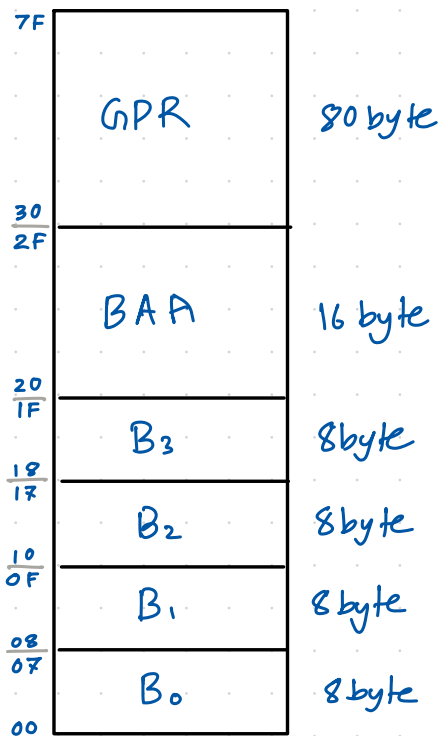 7F
GPR 80 byte
30
2F
BAA 16 byte
20
1F
B3 8byte
18
17
B2 8byte
10
0F
B1 8byte
08
07
B0 8byte
00